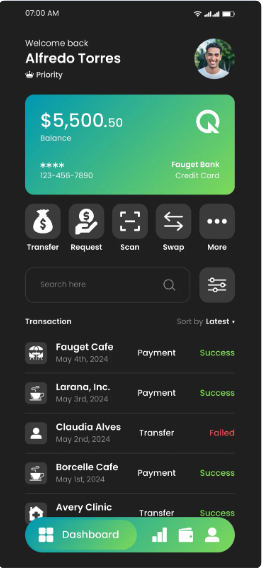 07:00 AM
Welcome back
Alfredo Torres
Priority
$5,500.50
Balance
****
123-456-7890
Fauget Bank
Credit Card
Transfer Request Scan Swap More
Search here
Transaction Sort by Latest
Fauget Cafe Payment Success
May 4th, 2024
Larana, Inc. Payment Success
May 3rd, 2024
Claudia Alves Transfer Failed
May 2nd, 2024
Borcelle Cafe Payment Success
May 1st, 2024
Avery Clinic Transfer Success
Dashboard